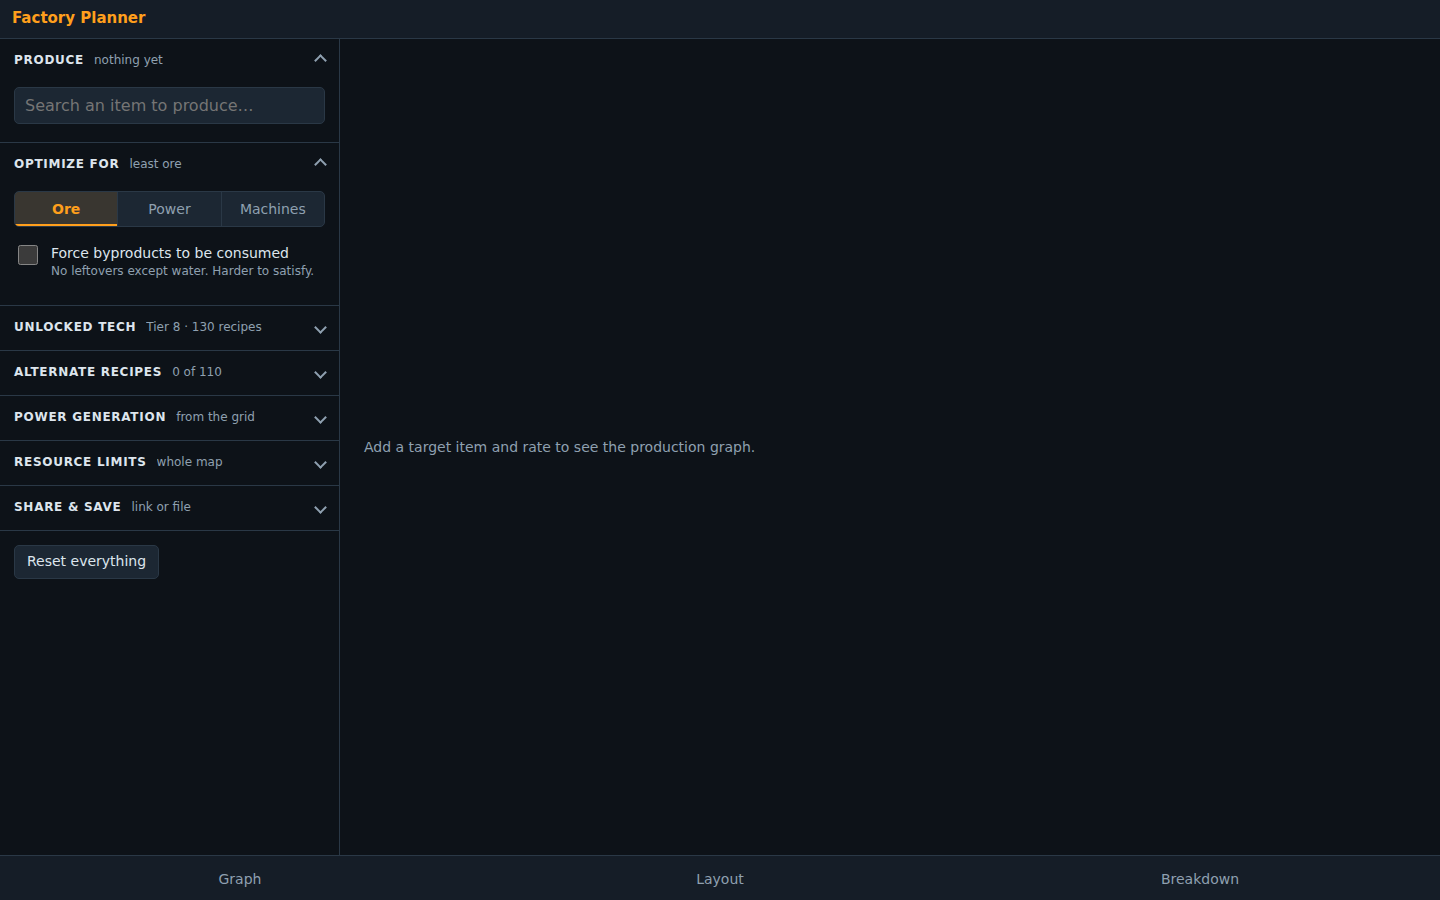 Factory Planner
PRODUCE nothing yet
Search an item to produce...
OPTIMIZE FOR least ore
Ore Power Machines
Force byproducts to be consumed
No leftovers except water. Harder to satisfy.
UNLOCKED TECH Tier 8 · 130 recipes
ALTERNATE RECIPES 0 of 110
POWER GENERATION from the grid
RESOURCE LIMITS whole map
SHARE & SAVE link or file
Reset everything
Add a target item and rate to see the production graph.
Graph Layout Breakdown